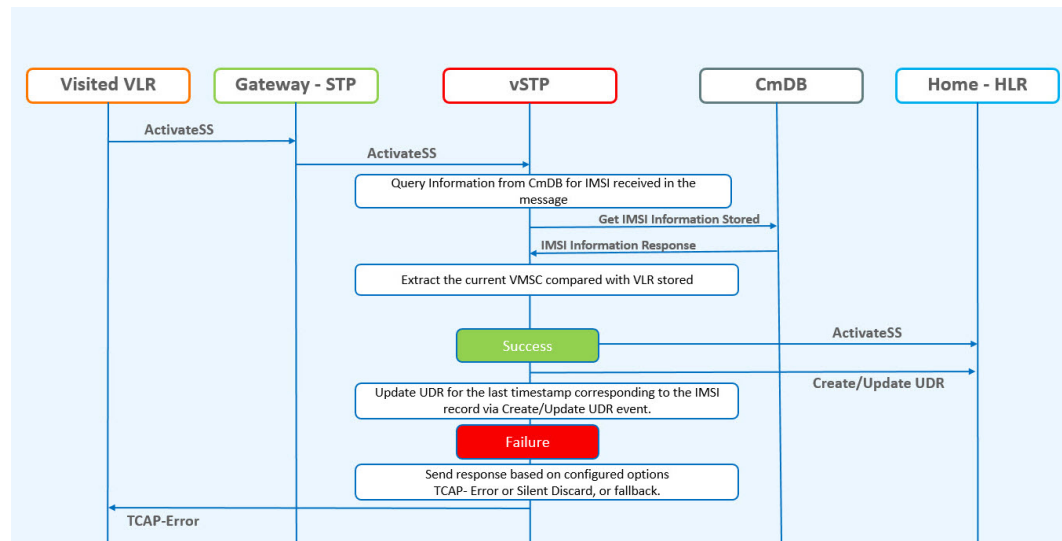 Visited VLR
Gateway - STP
vSTP
CmDB
Home - HLR
ActivateSS
ActivateSS
Query Information from CmDB for IMSI received in the
message
Get IMSI Information Stored
IMSI Information Response
Extract the current VMSC compared with VLR stored
ActivateSS
Success
Create/Update UDR
Update UDR for the last timestamp corresponding to the IMSI
record via Create/Update UDR event.
Failure
Send response based on configured options
TCAP- Error or Silent Discard, or fallback.
TCAP-Error